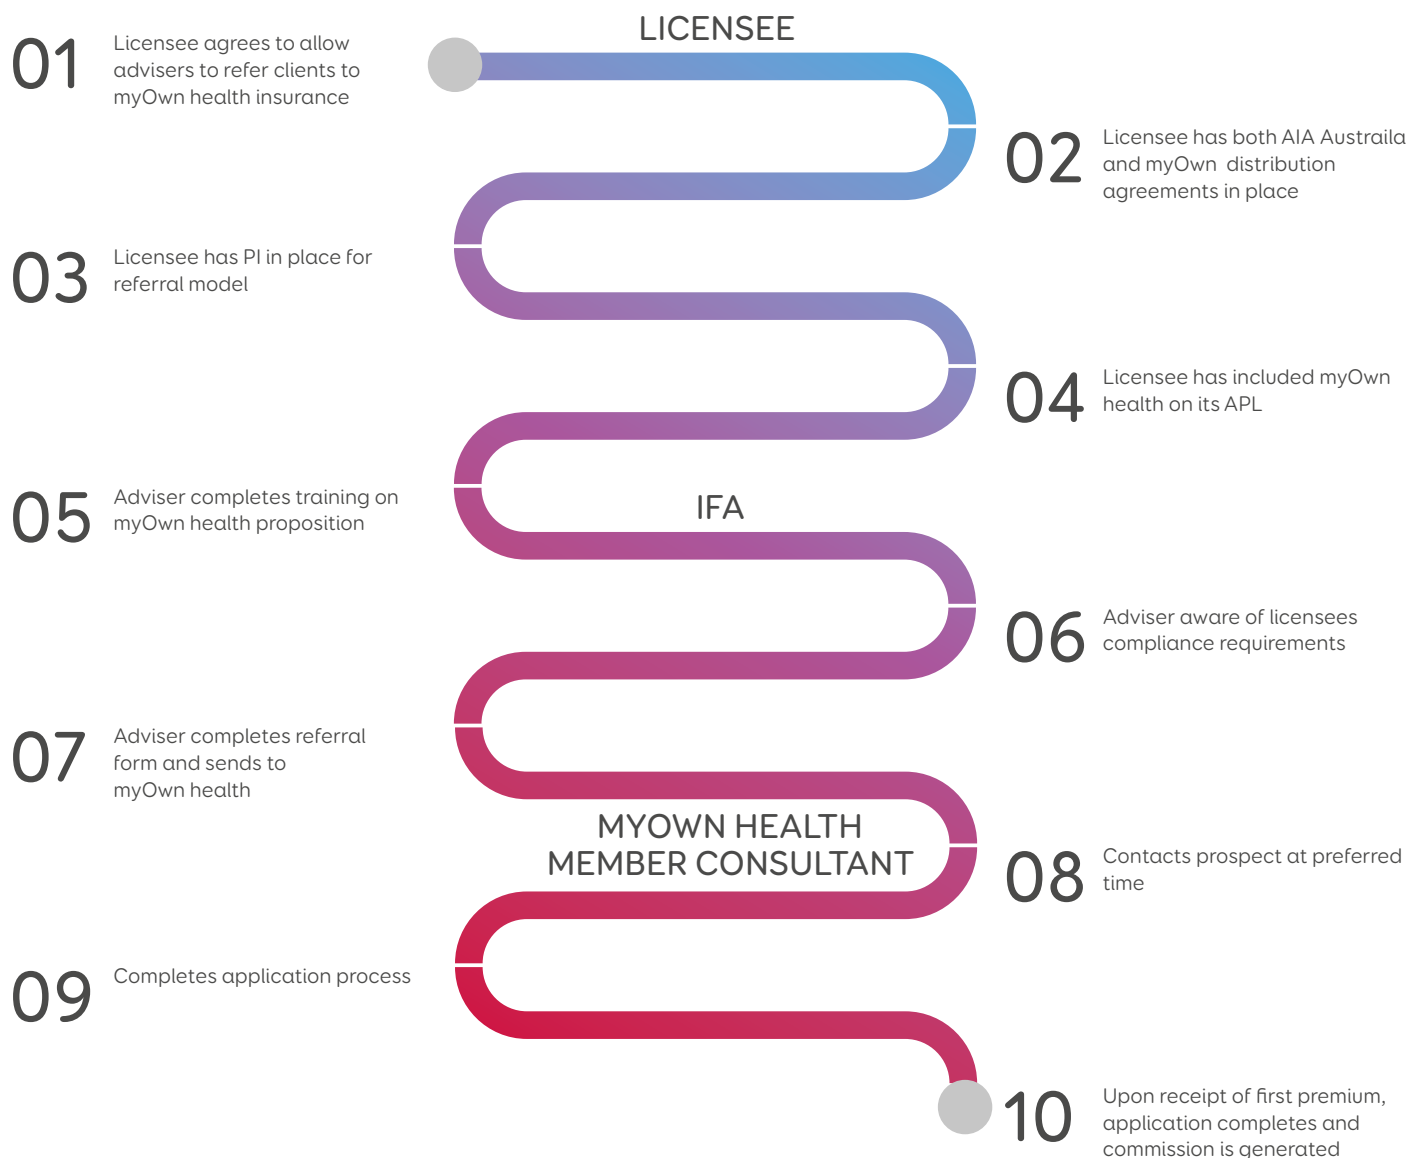 LICENSEE
01
Licensee agrees to allow
advisers to refer clients to
myOwn health insurance
02
Licensee has both AIA Austraila
and myOwn distribution
agreements in place
03
Licensee has PI in place for
referral model
04
Licensee has included myOwn
health on its APL
IFA
05
Adviser completes training on
myOwn health proposition
06
Adviser aware of licensees
compliance requirements
07
Adviser completes referral
form and sends to
myOwn health
MYOWN HEALTH
MEMBER CONSULTANT
08
Contacts prospect at preferred
time
09
Completes application process
10
Upon receipt of first premium,
application completes and
commission is generated